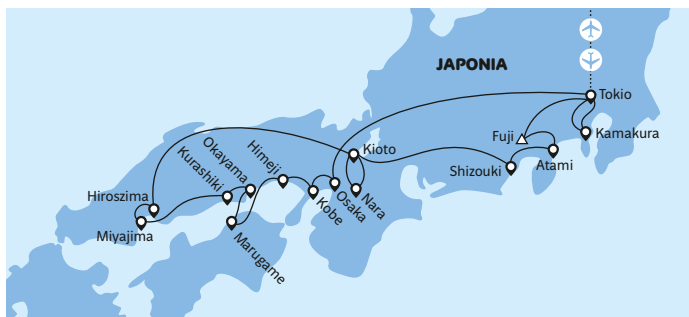 JAPONIA
Tokio
Fuji
Kamakura
Kioto
Atami
Shizouki
Himeji
Okayama
Kurashiki
Nara
Osaka
Kobe
Hiroszima
Miyajima
Marugame